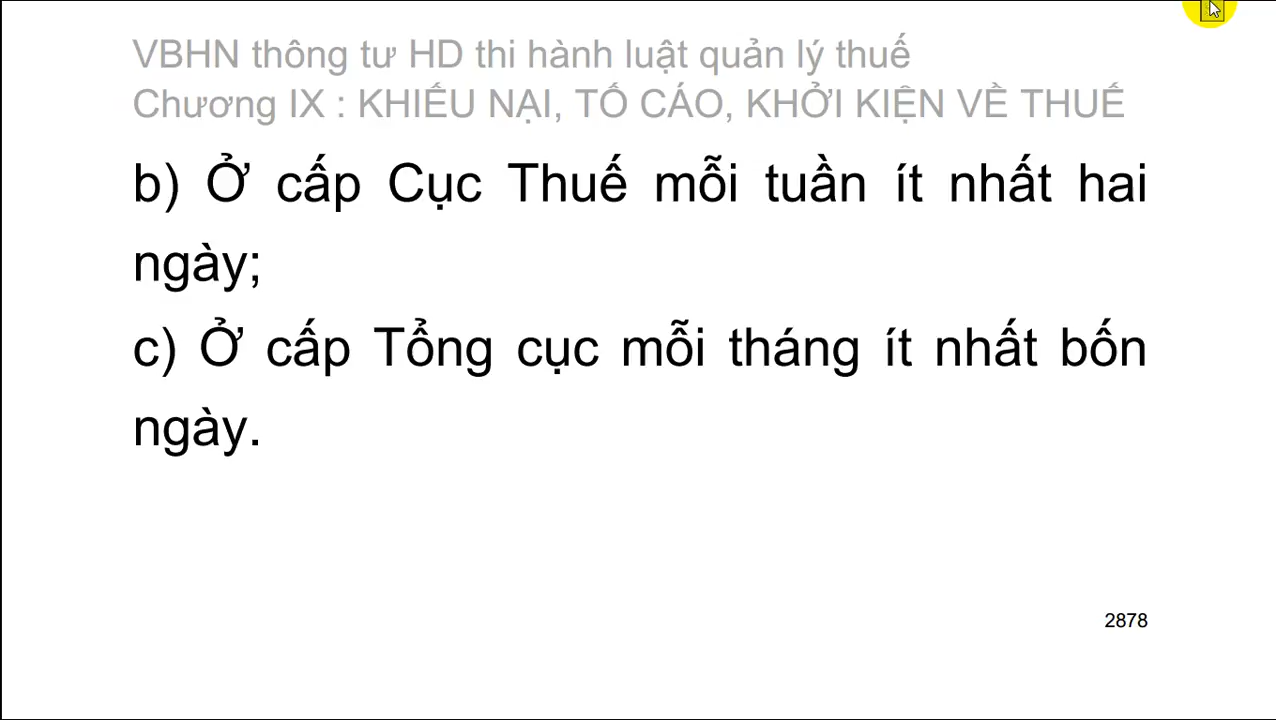 VBHN thông tư HD thi hành luật quản lý thuế
Chương IX : KHIẾU NẠI, TỐ CÁO, KHỞI KIỆN VỀ THUẾ
b) Ở cấp Cục Thuế mỗi tuần ít nhất hai
ngày;
c) Ở cấp Tổng cục mỗi tháng ít nhất bốn
ngày.
2878